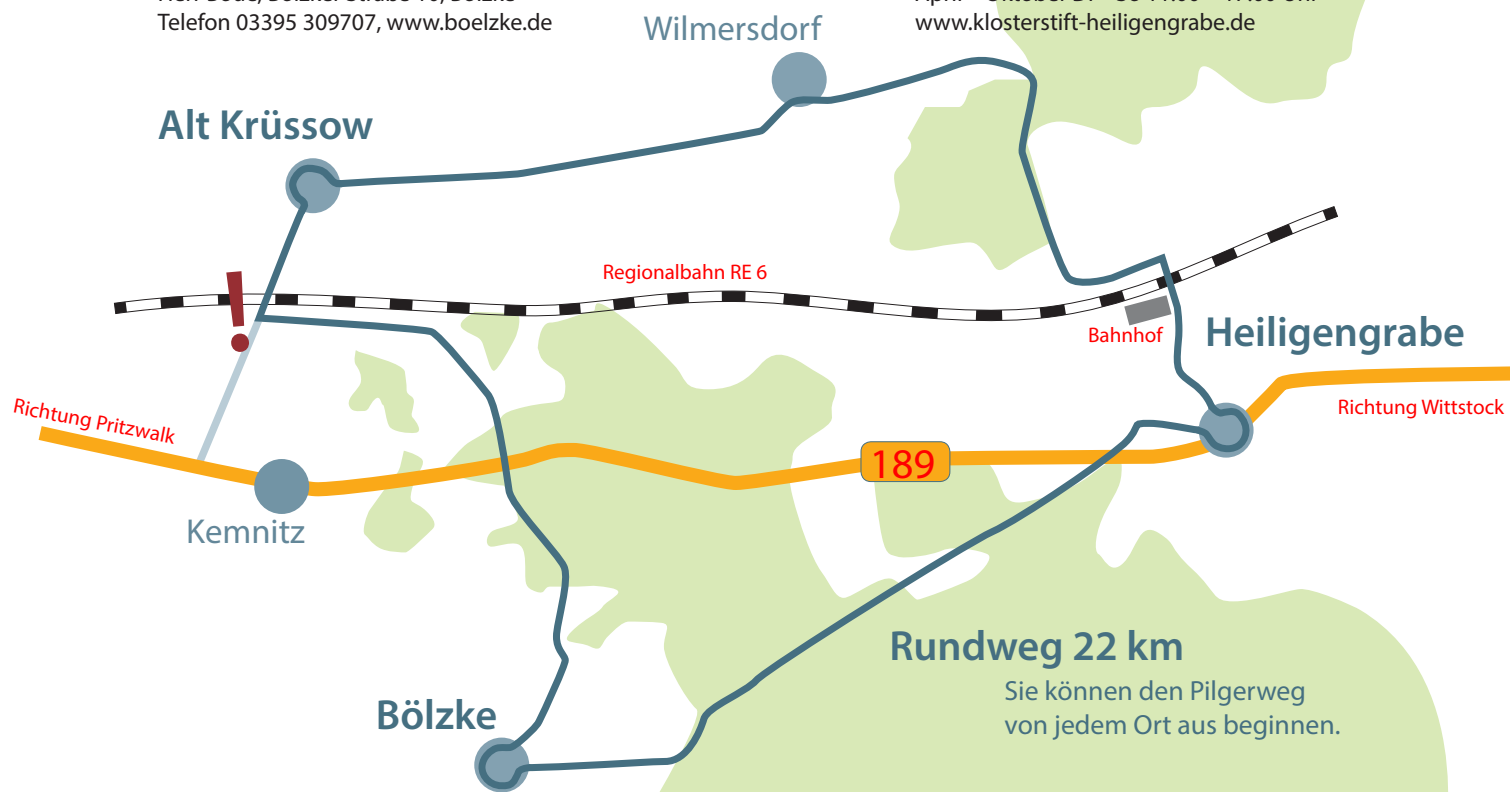 Telefon 03395 309707, www.boelzke.de
www.klosterstift-heiligengrabe.de
Wilmersdorf
Alt Krüssow
Regionalbahn RE 6
Bahnhof
Heiligengrabe
Richtung Pritzwalk
Richtung Wittstock
189
Kemnitz
Rundweg 22 km
Sie können den Pilgerweg
von jedem Ort aus beginnen.
Bölzke